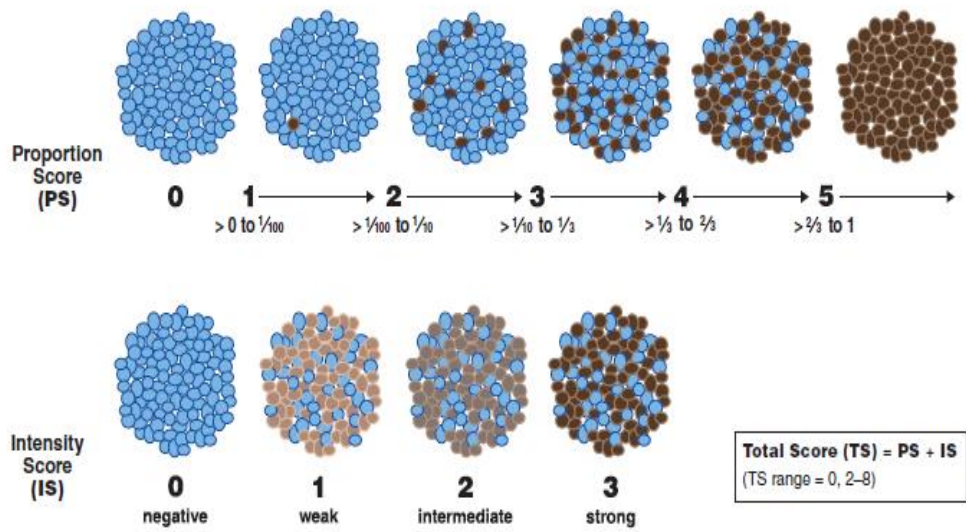 Proportion
Score
(PS)
0 1 2 3 4 5
> 0 to 1/100 > 1/100 to 1/10 > 1/10 to 1/3 > 1/3 to 2/3 > 2/3 to 1
Intensity
Score
(IS)
0 1 2 3
negative weak intermediate strong
Total Score (TS) = PS + IS
(TS range = 0, 2–8)